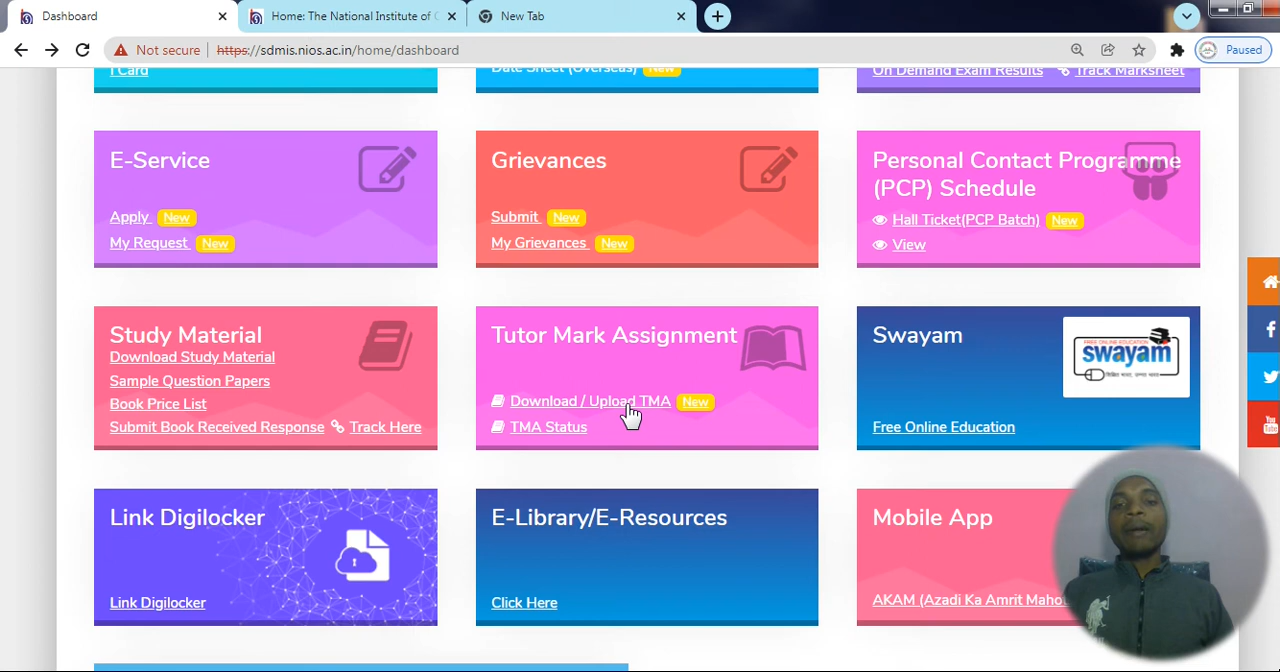 Dashboard
Home: The National Institute of O
New Tab
Not secure
https://sdmis.nios.ac.in/home/dashboard
Paused
I Card
Date Sheet (Overseas) New
On Demand Exam Results Track Marksheet
E-Service
Apply New
My Request New
Grievances
Submit New
My Grievances New
Personal Contact Programme
(PCP) Schedule
Hall Ticket(PCP Batch) New
View
Study Material
Download Study Material
Sample Question Papers
Book Price List
Submit Book Received Response Track Here
Tutor Mark Assignment
Download / Upload TMA New
TMA Status
Swayam
FREE ONLINE EDUCATION
swayam
Free Online Education
Link Digilocker
Link Digilocker
E-Library/E-Resources
Click Here
Mobile App
AKAM (Azadi Ka Amrit Mahot
You